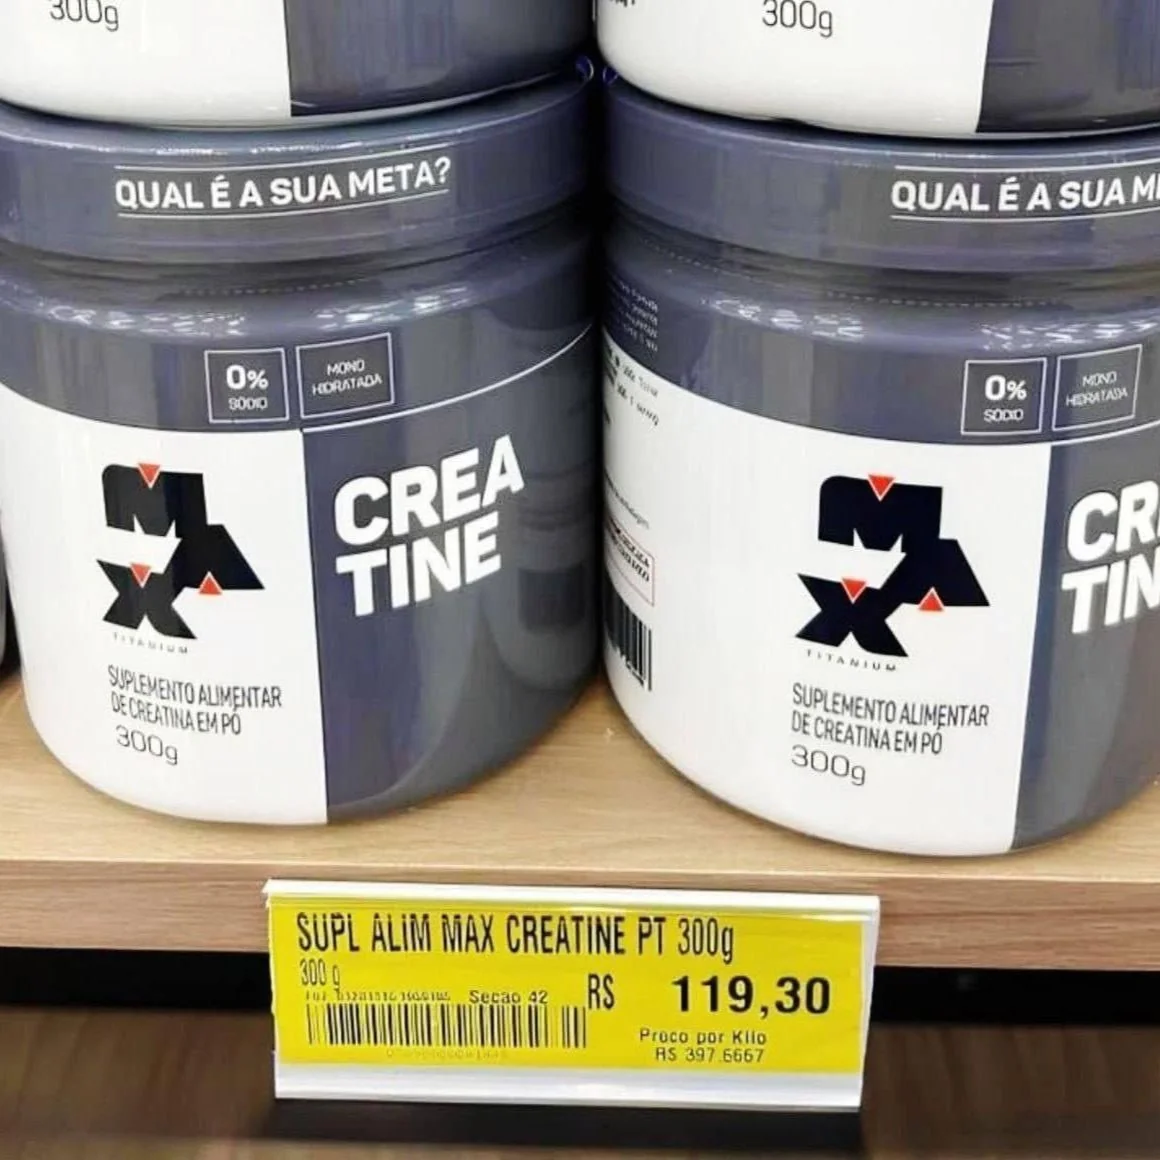 300g
300g
QUAL É A SUA META?
QUAL É A SUA
0%
SÓDIO
MONO
HIDRATADA
MAX
TITANIUM
CREA
TINE
SUPLEMENTO ALIMENTAR
DE CREATINA EM PÓ
300g
0%
SÓDIO
MONO
HIDRATADA
MAX
TITANIUM
CR
TIN
SUPLEMENTO ALIMENTAR
DE CREATINA EM PÓ
300g
SUPL ALIM MAX CREATINE PT 300g
300 g
Secao 42
R$ 119,30
Preco por Kilo
R$ 397.6667